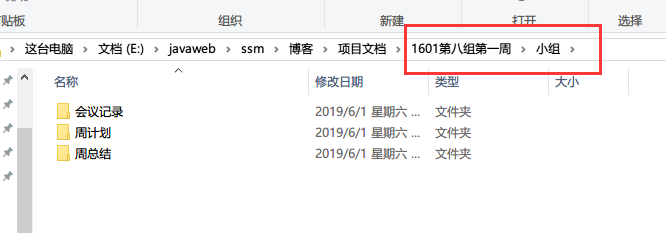 贴板 组织 新建 打开 选择
这台电脑 文档 (E:) javaweb ssm 博客 项目文档 1601第八组第一周 小组
名称 修改日期 类型 大小
会议记录 2019/6/1 星期六 ... 文件夹
周计划 2019/6/1 星期六 ... 文件夹
周总结 2019/6/1 星期六 ... 文件夹